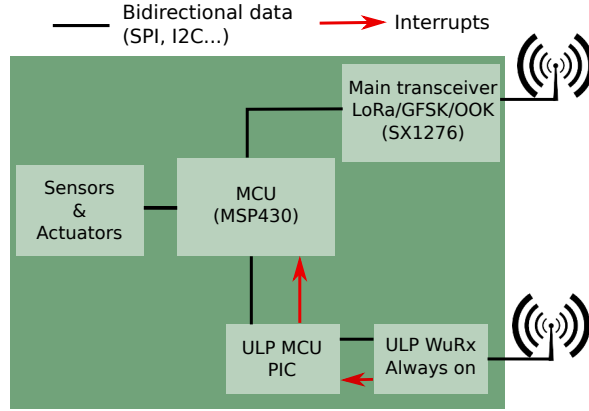 Bidirectional data
(SPI, I2C...)
Interrupts
Main transceiver
LoRa/GFSK/OOK
(SX1276)
Sensors
&
Actuators
MCU
(MSP430)
ULP MCU
PIC
ULP WuRx
Always on